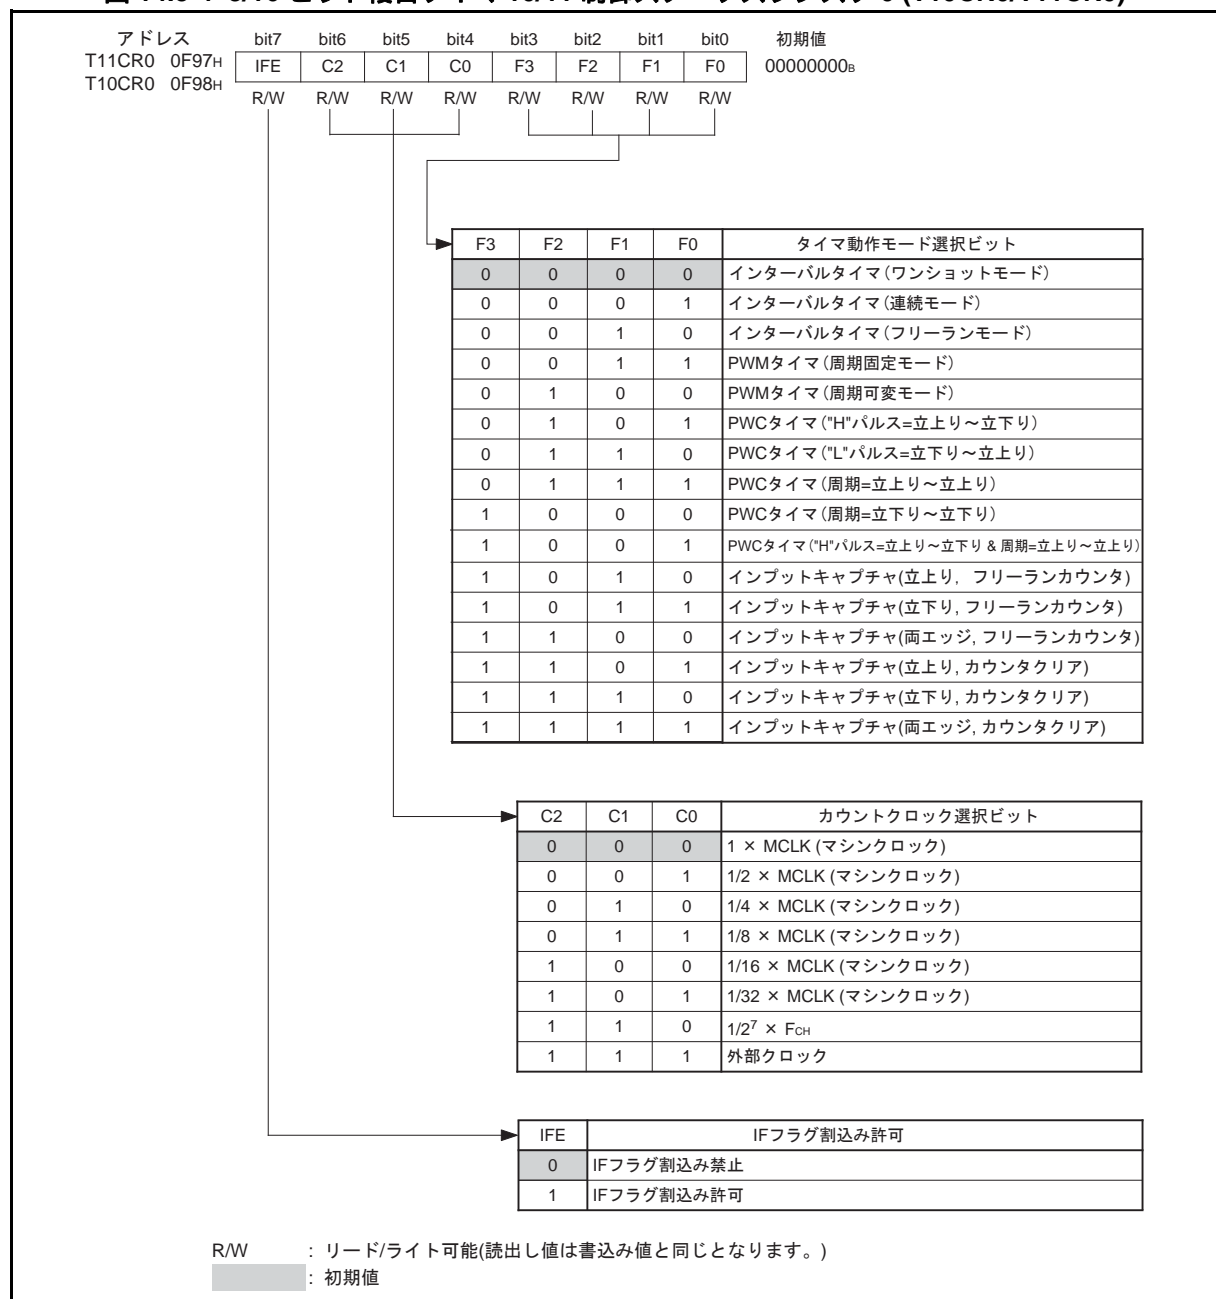 アドレス bit7 bit6 bit5 bit4 bit3 bit2 bit1 bit0 初期値
T11CR0 0F97H IFE C2 C1 C0 F3 F2 F1 F0 00000000B
T10CR0 0F98H
R/W R/W R/W R/W R/W R/W R/W R/W
F3 F2 F1 F0 タイマ動作モード選択ビット
0 0 0 0 インターバルタイマ(ワンショットモード)
0 0 0 1 インターバルタイマ(連続モード)
0 0 1 0 インターバルタイマ(フリーランモード)
0 0 1 1 PWMタイマ(周期固定モード)
0 1 0 0 PWMタイマ(周期可変モード)
0 1 0 1 PWCタイマ("H"パルス=立上り～立下り)
0 1 1 0 PWCタイマ("L"パルス=立下り～立上り)
0 1 1 1 PWCタイマ(周期=立上り～立上り)
1 0 0 0 PWCタイマ(周期=立下り～立下り)
1 0 0 1 PWCタイマ("H"パルス=立上り～立下り & 周期=立上り～立上り)
1 0 1 0 インプットキャプチャ(立上り, フリーランカウンタ)
1 0 1 1 インプットキャプチャ(立下り, フリーランカウンタ)
1 1 0 0 インプットキャプチャ(両エッジ, フリーランカウンタ)
1 1 0 1 インプットキャプチャ(立上り, カウンタクリア)
1 1 1 0 インプットキャプチャ(立下り, カウンタクリア)
1 1 1 1 インプットキャプチャ(両エッジ, カウンタクリア)
C2 C1 C0 カウントクロック選択ビット
0 0 0 1 × MCLK (マシンクロック)
0 0 1 1/2 × MCLK (マシンクロック)
0 1 0 1/4 × MCLK (マシンクロック)
0 1 1 1/8 × MCLK (マシンクロック)
1 0 0 1/16 × MCLK (マシンクロック)
1 0 1 1/32 × MCLK (マシンクロック)
1 1 0 1/2⁷ × FCH
1 1 1 外部クロック
IFE IFフラグ割込み許可
0 IFフラグ割込み禁止
1 IFフラグ割込み許可
R/W : リード/ライト可能(読出し値は書込み値と同じとなります。)
: 初期値